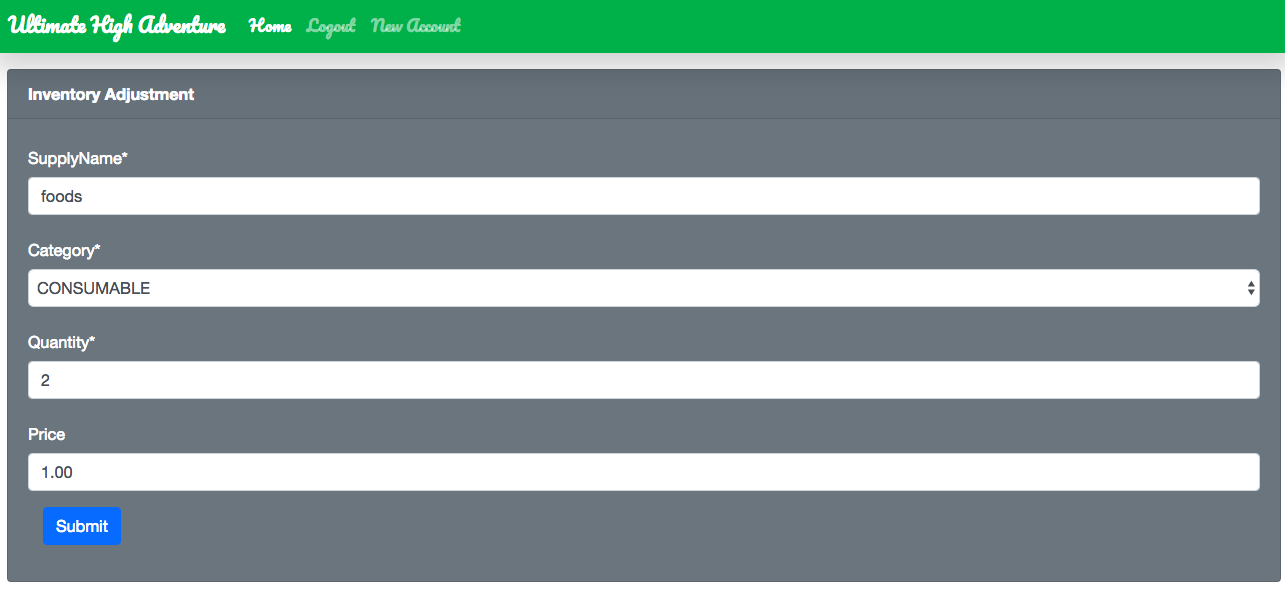 Ultimate High Adventure Home Logout New Account
Inventory Adjustment
SupplyName*
foods
Category*
CONSUMABLE
Quantity*
2
Price
1.00
Submit